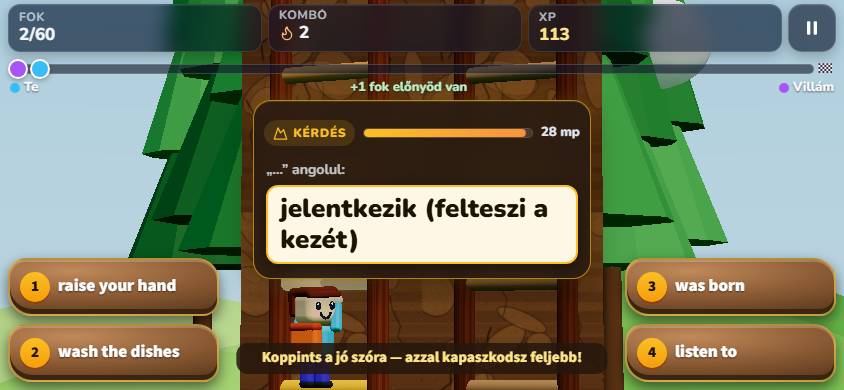 FOK
2/60
KOMBÓ
2
XP
113
Te
+1 fok előnyöd van
Villám
KÉRDÉS
28 mp
„…” angolul:
jelentkezik (felteszi a
kezét)
1 raise your hand
2 wash the dishes
3 was born
4 listen to
Koppints a jó szóra — azzal kapaszkodsz feljebb!